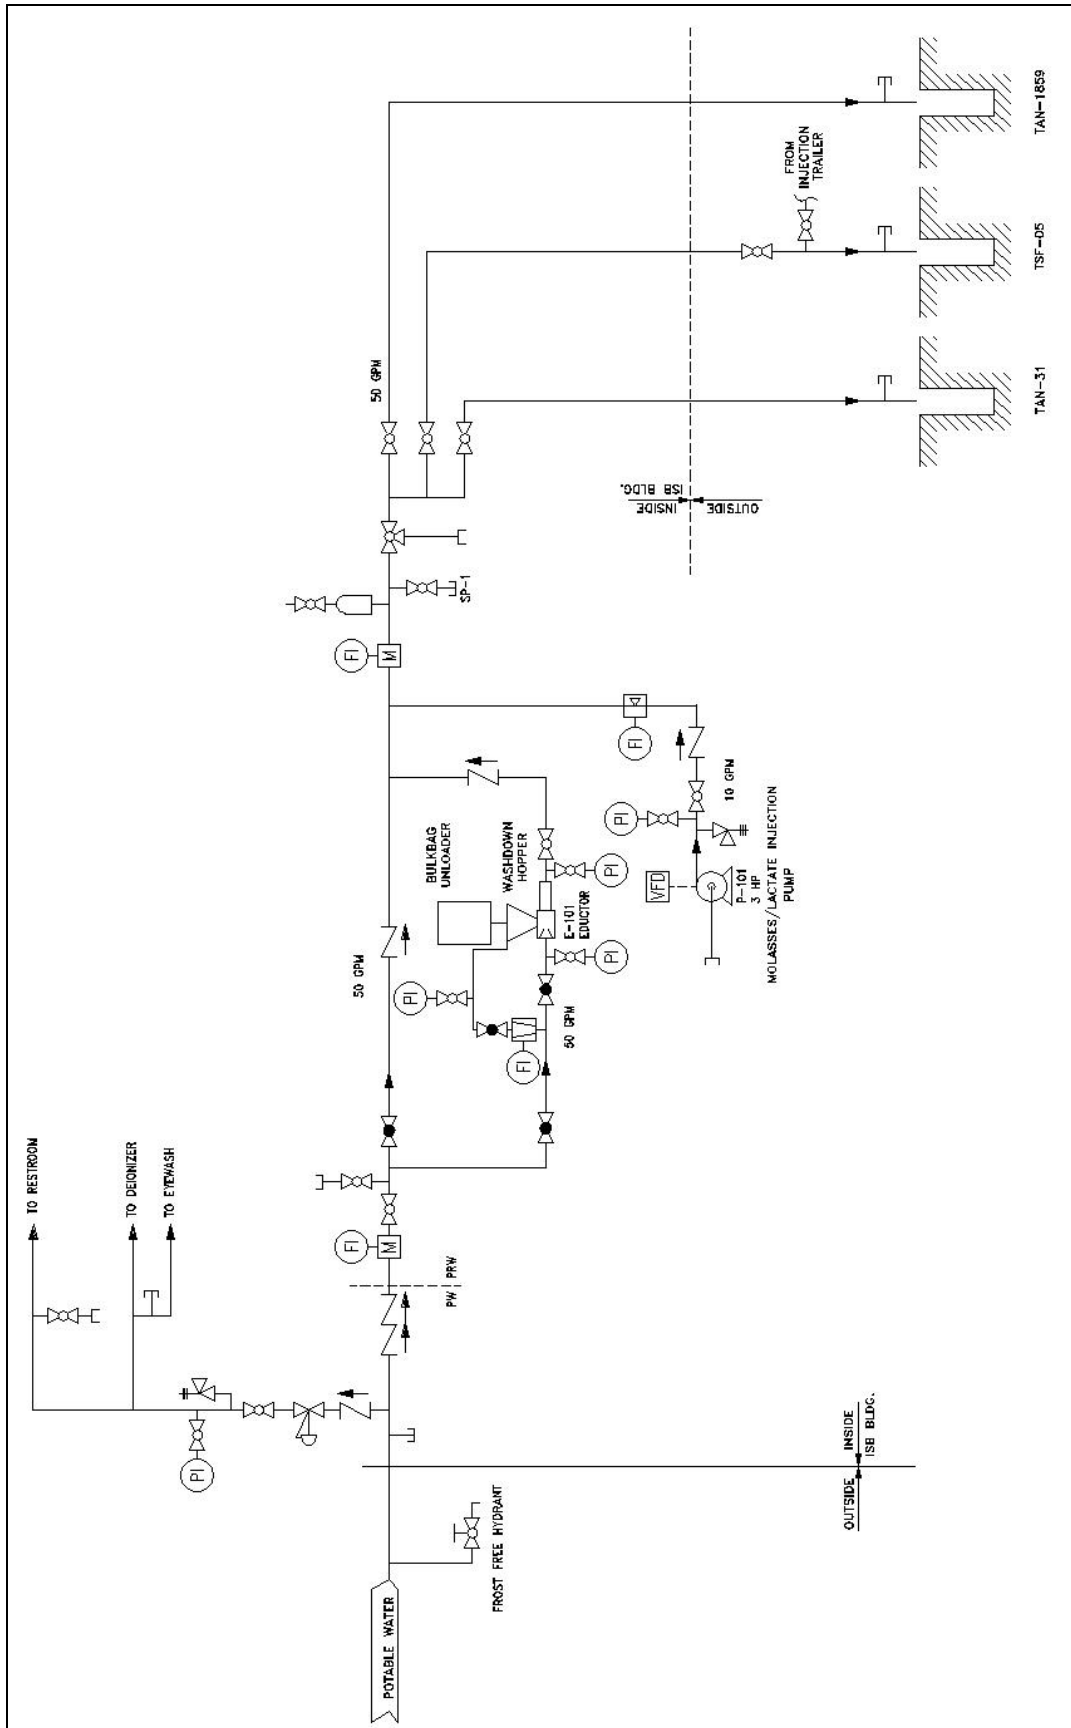 POTABLE WATER
FROST FREE HYDRANT
OUTSIDE
INSIDE
ISB BLDG.
PI
TO RESTROOM
TO DEIONIZER
TO EYEWASH
PW
PRW
FI
M
50 GPM
50 GPM
FI
PI
BULKBAG
UNLOADER
WASHDOWN
HOPPER
E-101
EDUCTOR
PI
PI
VFD
P-101
3 HP
MOLASSES/LACTATE INJECTION
PUMP
PI
10 GPM
FI
FI
M
SP-1
50 GPM
INSIDE
ISB BLDG.
OUTSIDE
FROM
INJECTION
TRAILER
TAN-31
TSF-05
TAN-1859